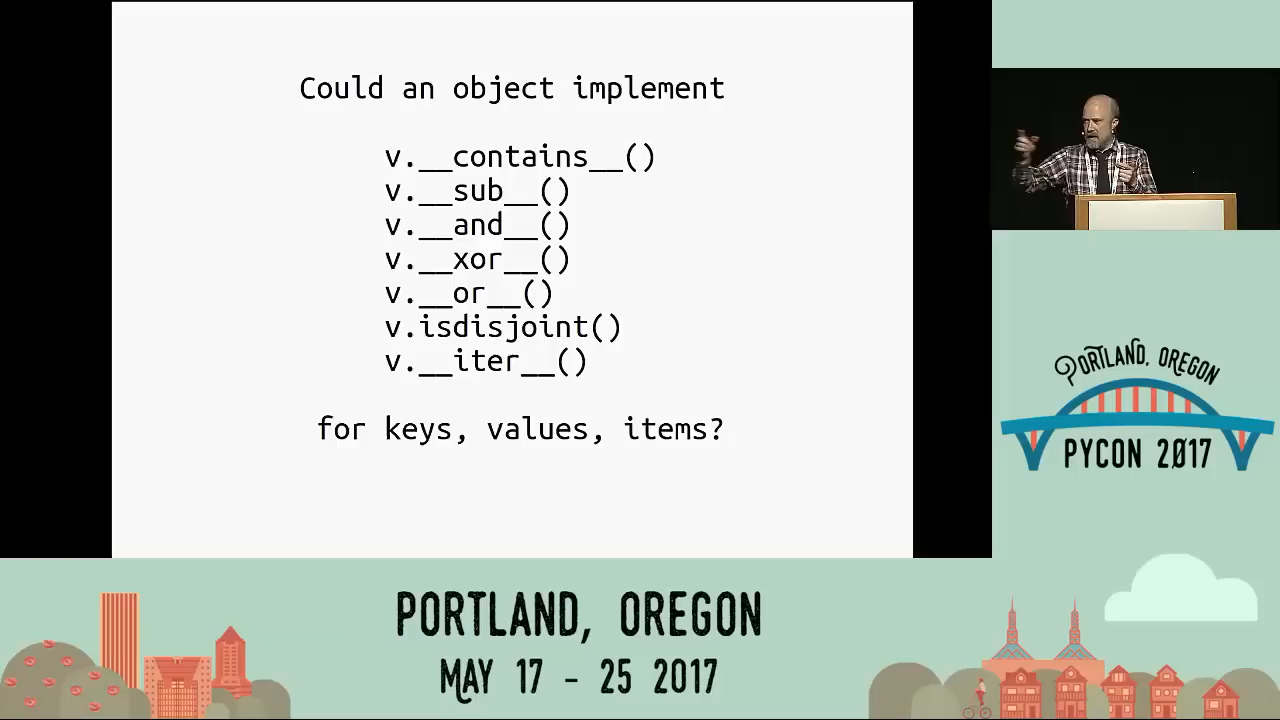 Could an object implement
v.__contains__()
v.__sub__()
v.__and__()
v.__xor__()
v.__or__()
v.isdisjoint()
v.__iter__()
for keys, values, items?
PORTLAND, OREGON
PYCON 2017
PORTLAND, OREGON
MAY 17 - 25 2017